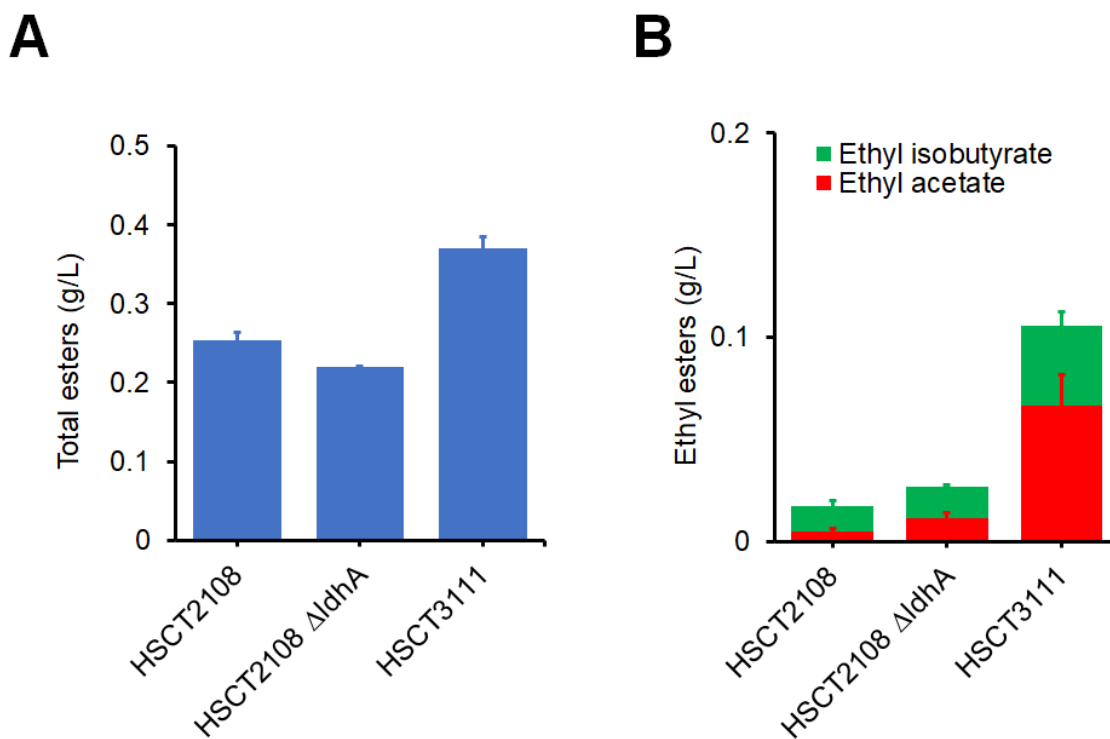 A
Total esters (g/L)
0.5
0.4
0.3
0.2
0.1
0
HSCT2108
HSCT2108 ΔldhA
HSCT3111
B
Ethyl esters (g/L)
0.2
0.1
0
Ethyl isobutyrate
Ethyl acetate
HSCT2108
HSCT2108 ΔldhA
HSCT3111